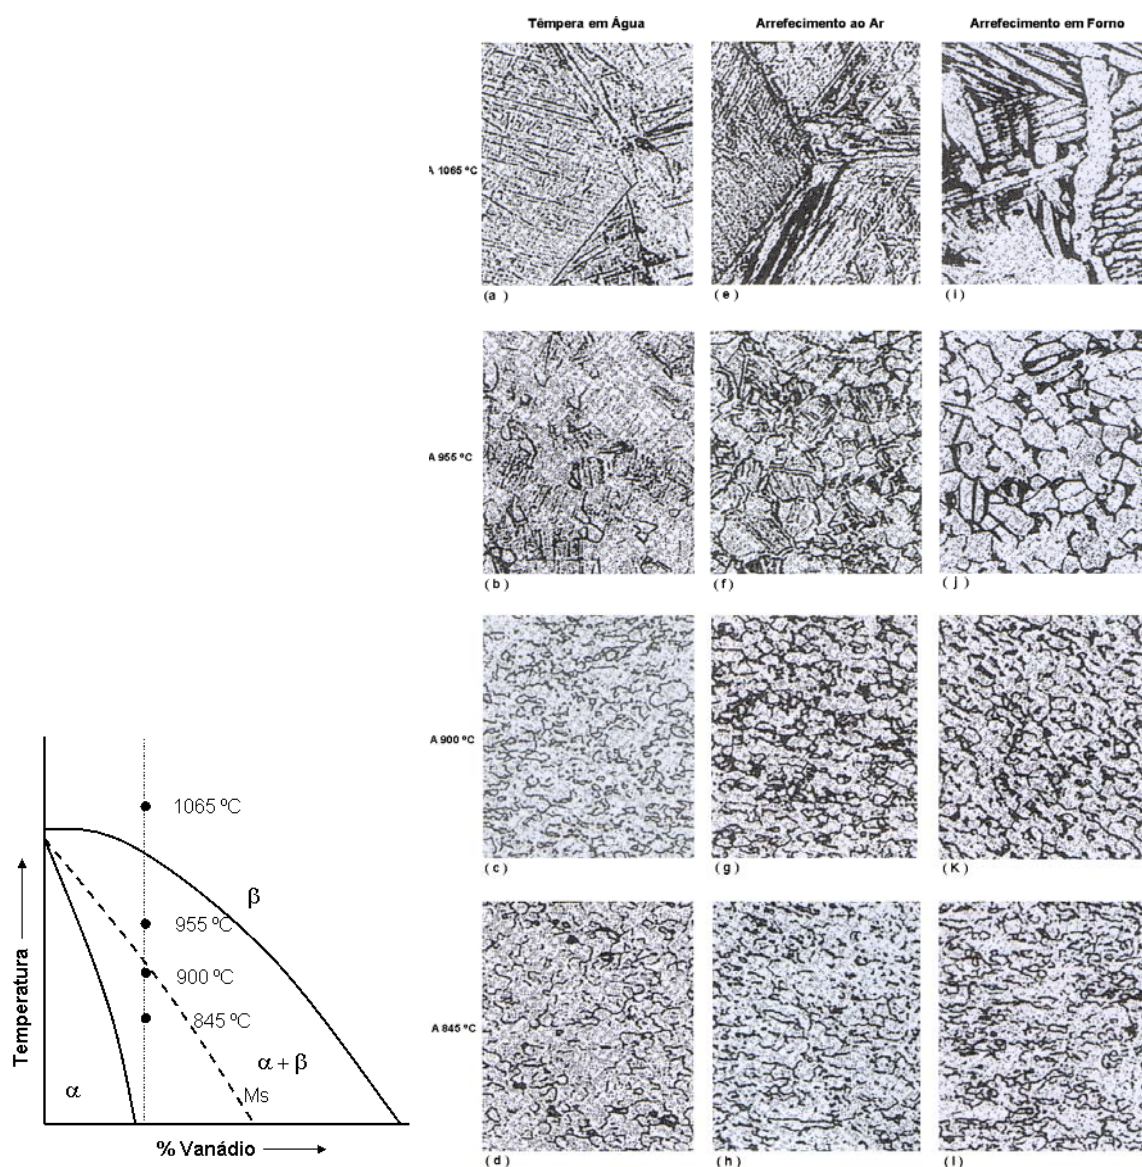 Têmpera em Água
Arrefecimento ao Ar
Arrefecimento em Forno
A 1065 ºC
(a )
( e )
( i )
A 955 ºC
( b )
( f )
( j )
A 900 ºC
( c )
( g )
( K )
A 845 ºC
( d )
( h )
( l )
Temperatura
1065 ºC
β
955 ºC
900 ºC
845 ºC
α + β
α
Ms
% Vanádio